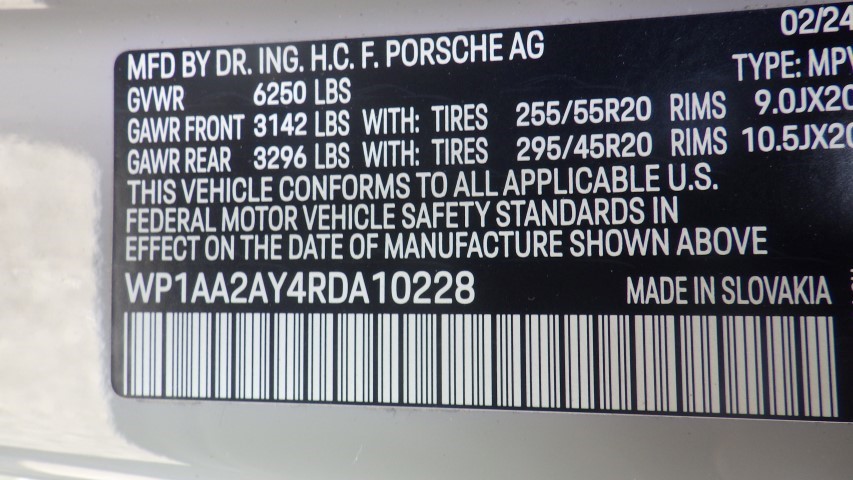 02/24
MFD BY DR. ING. H.C. F. PORSCHE AG
TYPE: MPV
GVWR 6250 LBS
GAWR FRONT 3142 LBS WITH: TIRES 255/55R20 RIMS 9.0JX20
GAWR REAR 3296 LBS WITH: TIRES 295/45R20 RIMS 10.5JX20
THIS VEHICLE CONFORMS TO ALL APPLICABLE U.S.
FEDERAL MOTOR VEHICLE SAFETY STANDARDS IN
EFFECT ON THE DATE OF MANUFACTURE SHOWN ABOVE
WP1AA2AY4RDA10228 MADE IN SLOVAKIA